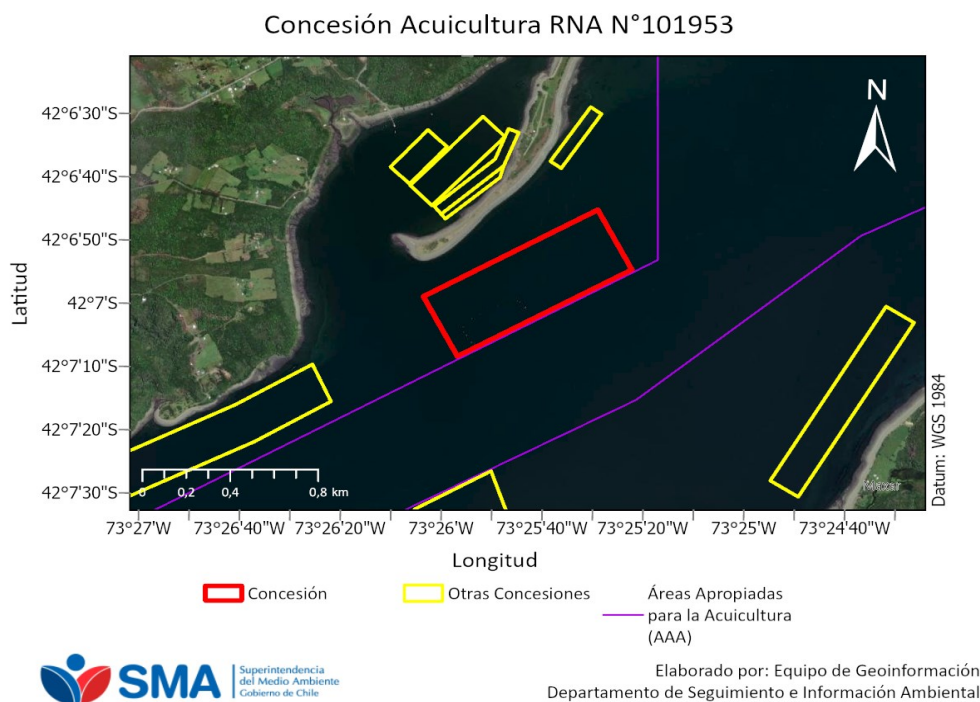 Concesión Acuicultura RNA N°101953
N
42°6'30"S
42°6'40"S
42°6'50"S
42°7'S
42°7'10"S
42°7'20"S
42°7'30"S
Latitud
0 0,2 0,4 0,8 km
Maxar
Datum: WGS 1984
73°27'W 73°26'40"W 73°26'20"W 73°26'W 73°25'40"W 73°25'20"W 73°25'W 73°24'40"W
Longitud
Concesión
Otras Concesiones
Áreas Apropiadas
para la Acuicultura
(AAA)
SMA
Superintendencia
del Medio Ambiente
Gobierno de Chile
Elaborado por: Equipo de Geoinformación
Departamento de Seguimiento e Información Ambiental